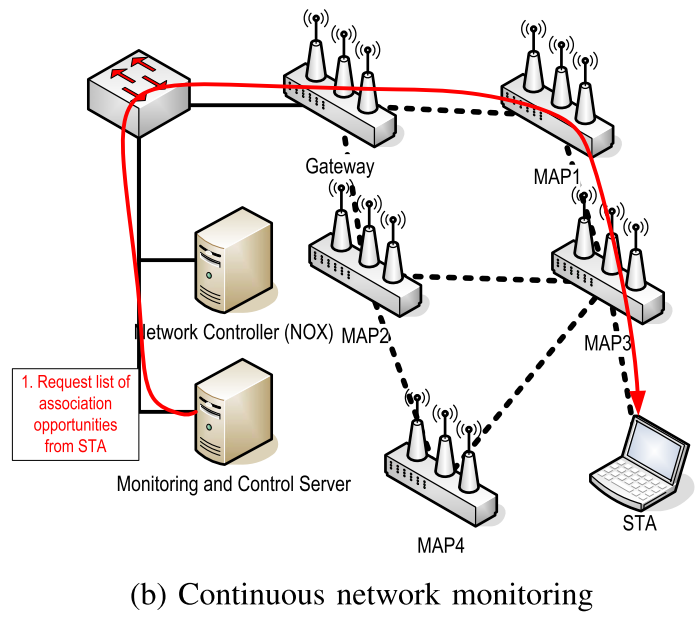 Gateway
MAP1
Network Controller (NOX)
MAP2
MAP3
1. Request list of
association
opportunities
from STA
Monitoring and Control Server
STA
MAP4
(b) Continuous network monitoring